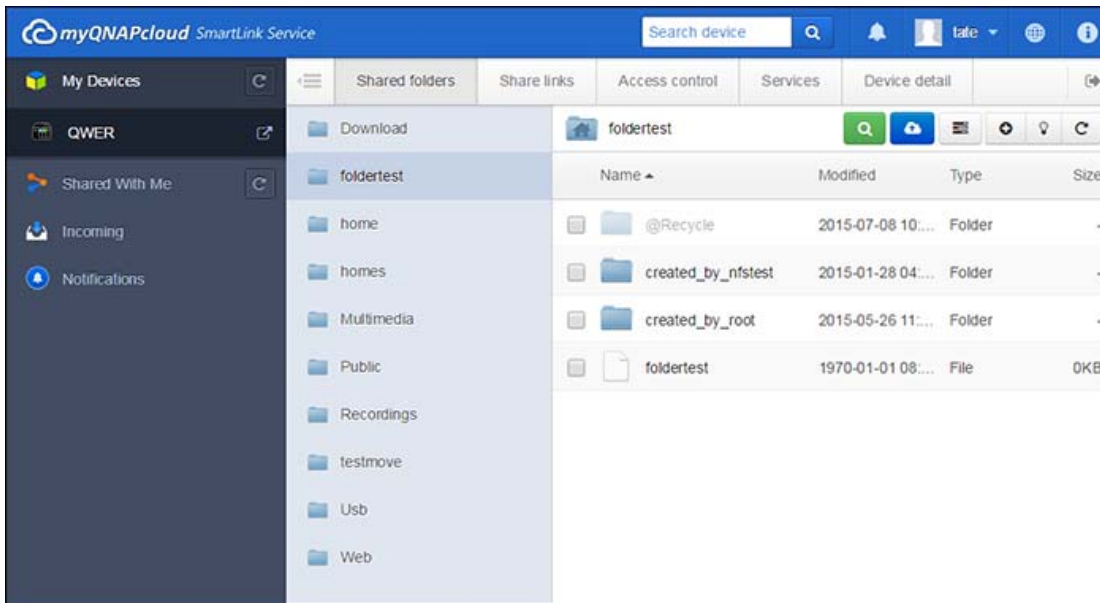 myQNAPcloud SmartLink Service
Search device
tate
My Devices
Shared folders
Share links
Access control
Services
Device detail
QWER
Download
foldertest
Shared With Me
foldertest
Name
Modified
Type
Size
home
@Recycle
2015-07-08 10:...
Folder
-
Incoming
homes
created_by_nfstest
2015-01-28 04:...
Folder
-
Notifications
Multimedia
created_by_root
2015-05-26 11:...
Folder
-
Public
foldertest
1970-01-01 08:...
File
0KB
Recordings
testmove
Usb
Web